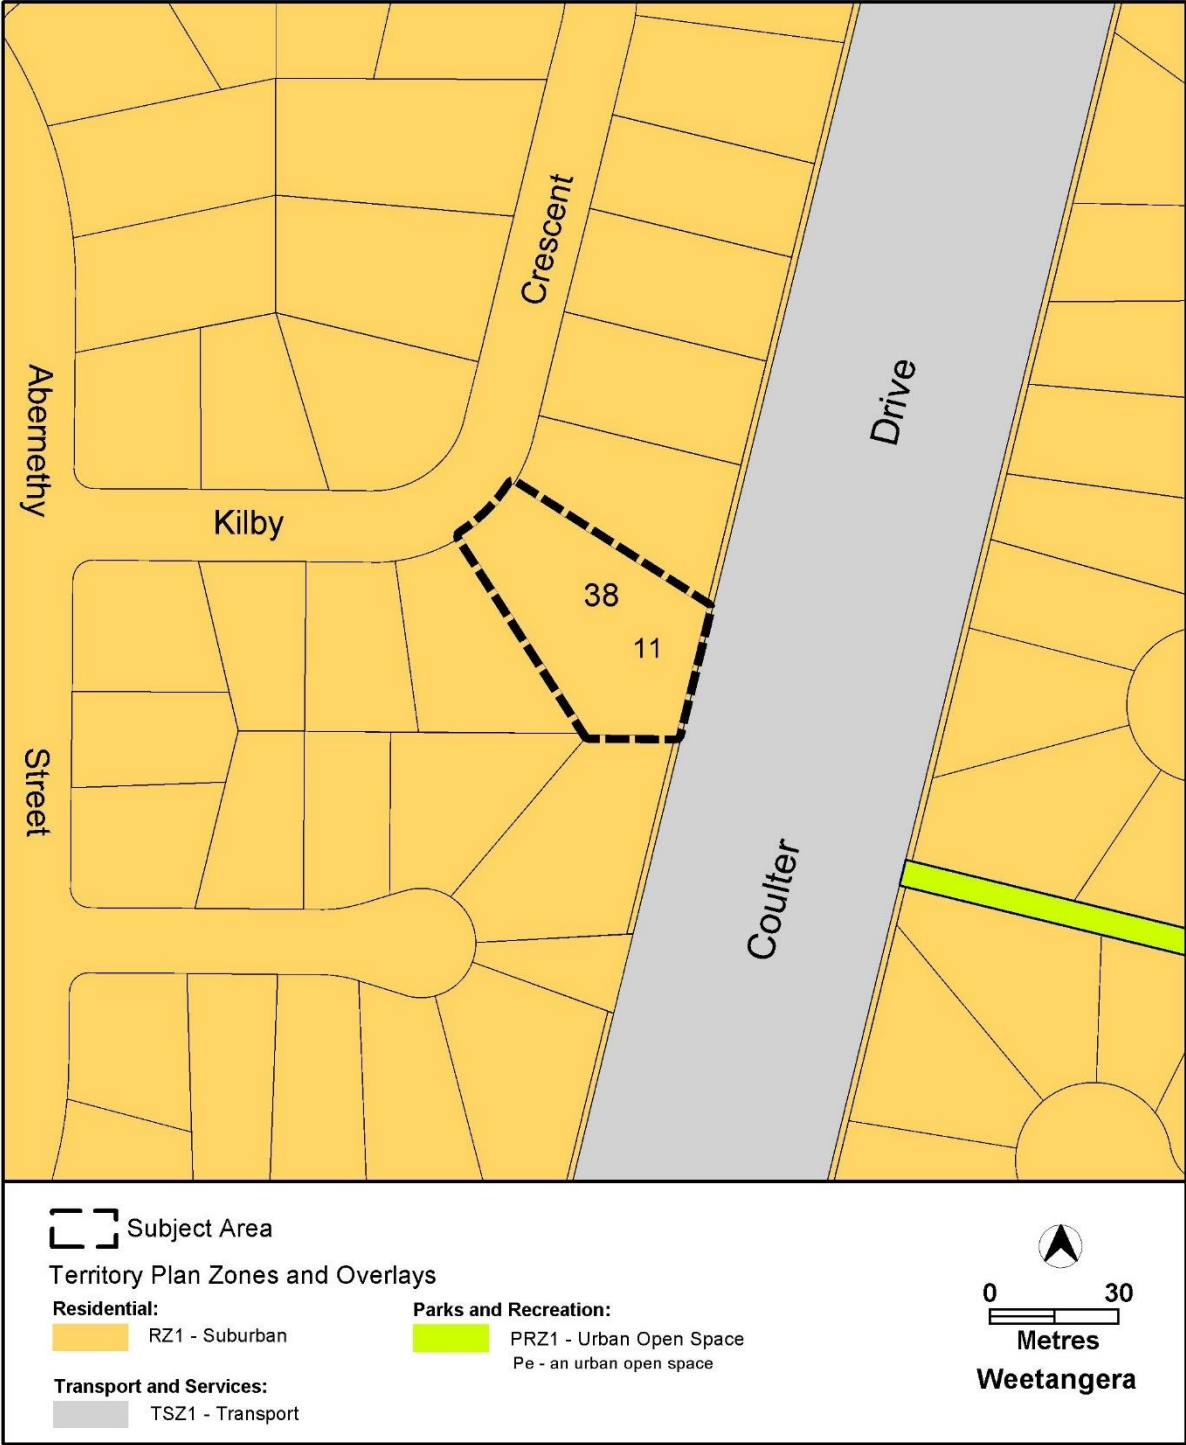 Crescent
Drive
Abernethy
Kilby
38
11
Street
Coulter
Subject Area
Territory Plan Zones and Overlays
Residential:
RZ1 - Suburban
Parks and Recreation:
PRZ1 - Urban Open Space
Pe - an urban open space
Transport and Services:
TSZ1 - Transport
0 30
Metres
Weetangera